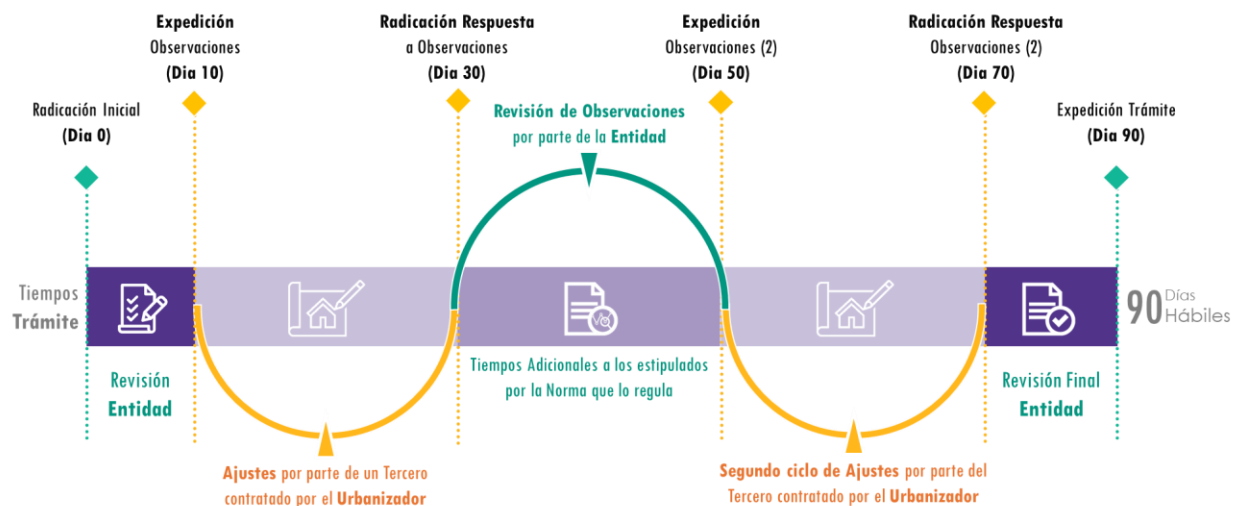 Expedición
Observaciones
(Dia 10)
Radicación Respuesta
a Observaciones
(Dia 30)
Expedición
Observaciones (2)
(Dia 50)
Radicación Respuesta
Observaciones (2)
(Dia 70)
Radicación Inicial
(Dia 0)
Revisión de Observaciones
por parte de la Entidad
Expedición Trámite
(Dia 90)
Tiempos
Trámite
90 Días
Hábiles
Revisión
Entidad
Tiempos Adicionales a los estipulados
por la Norma que lo regula
Revisión Final
Entidad
Ajustes por parte de un Tercero
contratado por el Urbanizador
Segundo ciclo de Ajustes por parte del
Tercero contratado por el Urbanizador